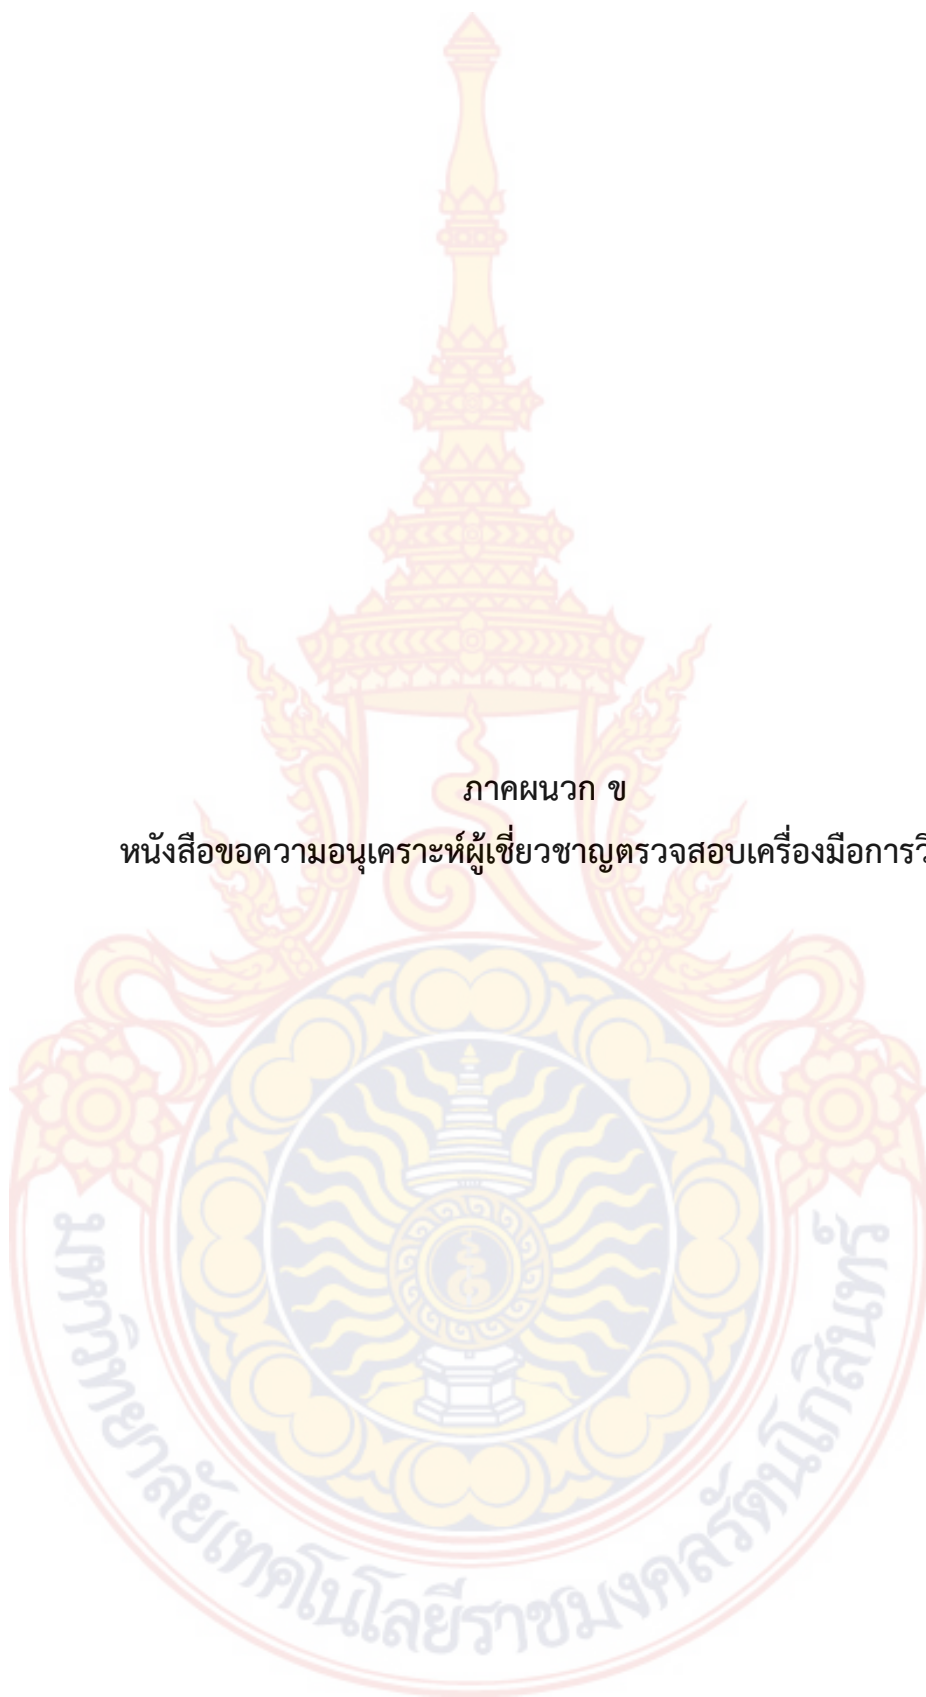 ภาคผนวก ข
หนังสือขอความอนุเคราะห์ผู้เชี่ยวชาญตรวจสอบเครื่องมือการวิ
มหาวิทยาลัยเทคโนโลยีราชมงคลรัตนโกสินทร์